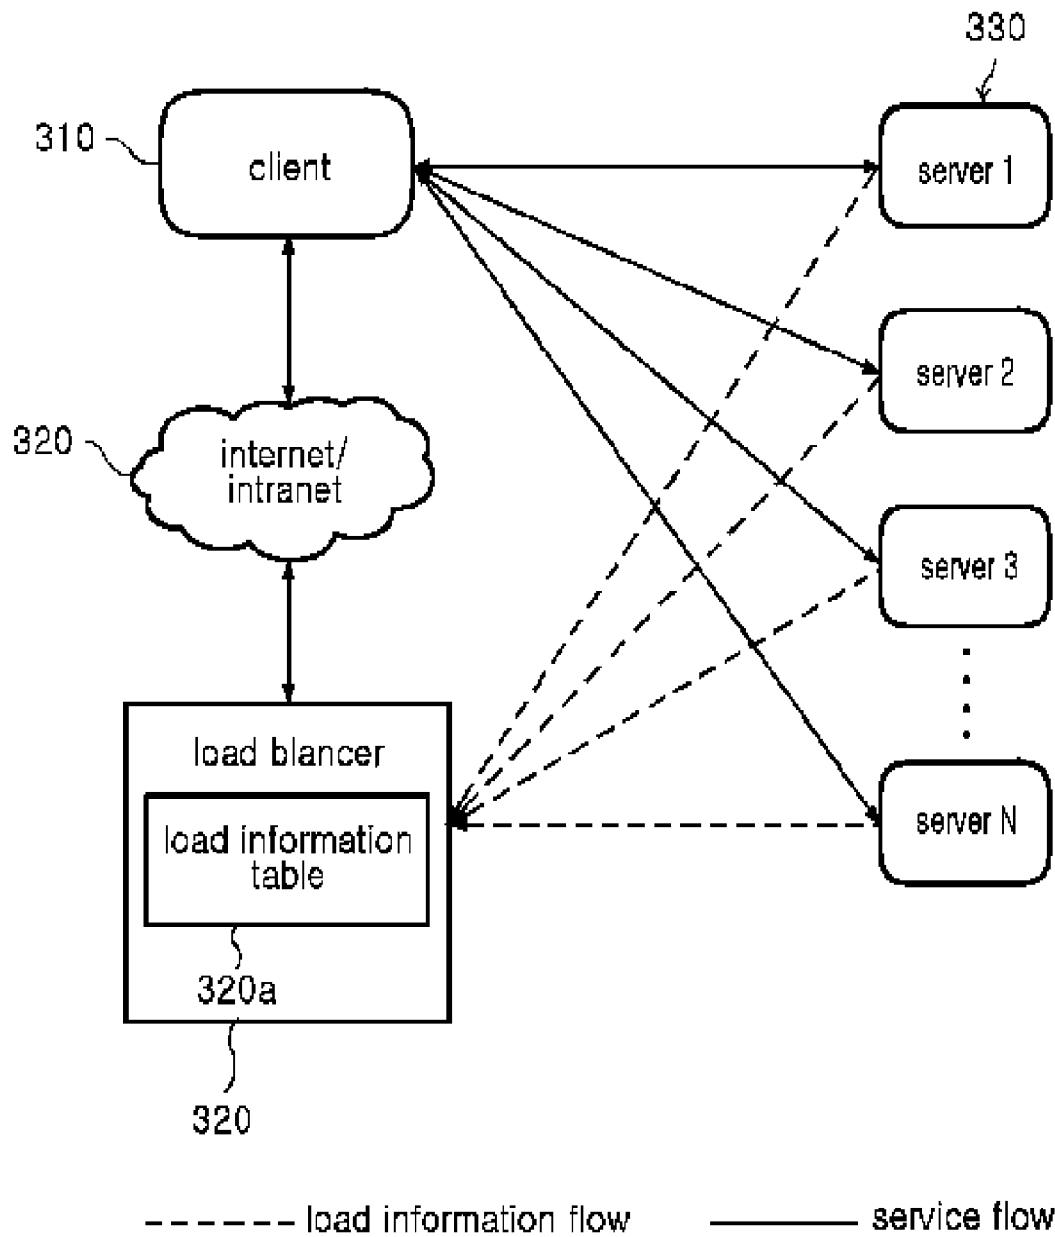 330
310
client
server 1
server 2
320
internet/
intranet
server 3
load blancer
load information
table
server N
320a
320
load information flow
service flow